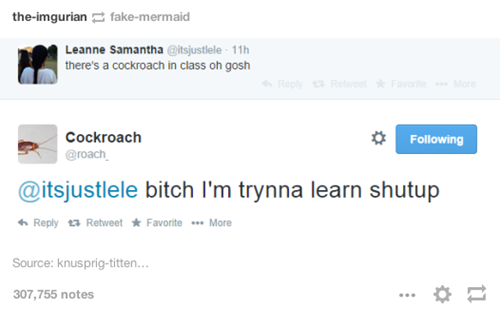 the-imgurian fake-mermaid
Leanne Samantha @itsjustlele · 11h
there's a cockroach in class oh gosh
Reply Retweet Favorite ••• More
Cockroach
@roach_
Following
@itsjustlele bitch I'm trynna learn shutup
Reply Retweet Favorite ••• More
Source: knusprig-titten…
307,755 notes